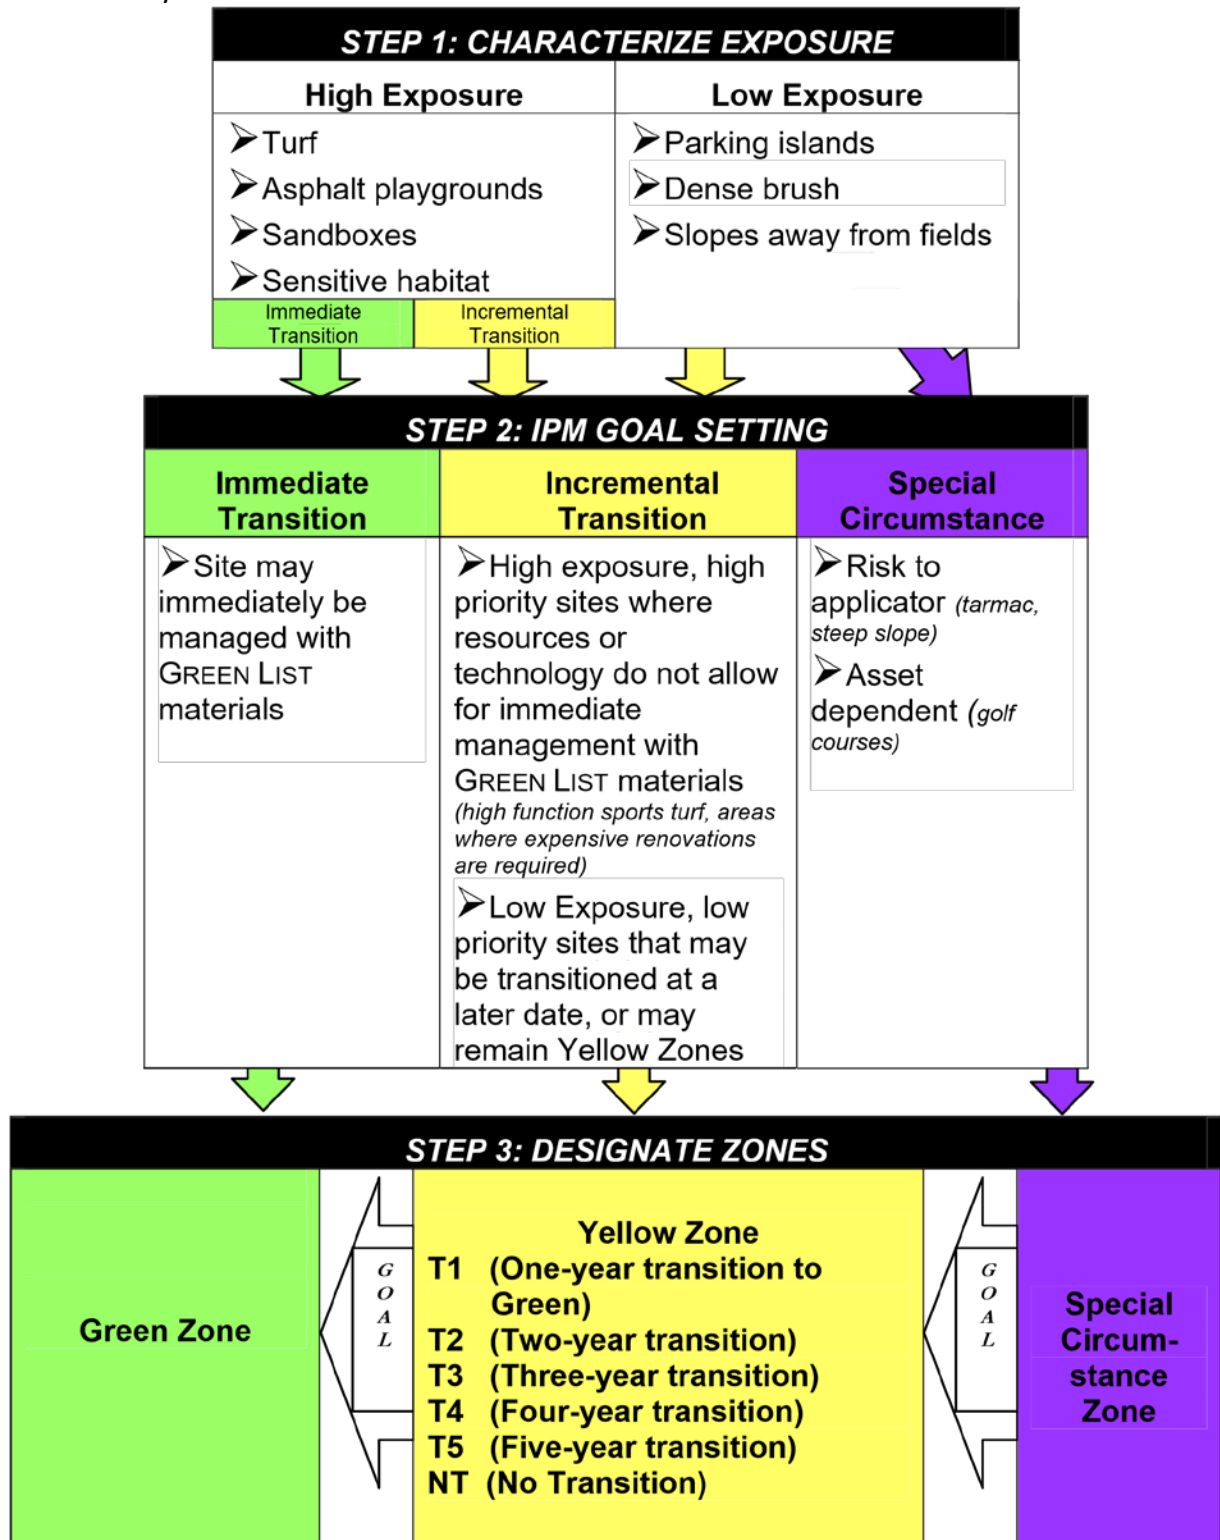 STEP 1: CHARACTERIZE EXPOSURE
High Exposure
➢Turf
➢Asphalt playgrounds
➢Sandboxes
➢Sensitive habitat
Immediate
Transition
Incremental
Transition
Low Exposure
➢Parking islands
➢Dense brush
➢Slopes away from fields
STEP 2: IPM GOAL SETTING
Immediate
Transition
➢Site may
immediately be
managed with
GREEN LIST
materials
Incremental
Transition
➢High exposure, high
priority sites where
resources or
technology do not allow
for immediate
management with
GREEN LIST materials
(high function sports turf, areas
where expensive renovations
are required)
➢Low Exposure, low
priority sites that may
be transitioned at a
later date, or may
remain Yellow Zones
Special
Circumstance
➢Risk to
applicator (tarmac,
steep slope)
➢Asset
dependent (golf
courses)
STEP 3: DESIGNATE ZONES
Green Zone
GOAL
Yellow Zone
T1 (One-year transition to
Green)
T2 (Two-year transition)
T3 (Three-year transition)
T4 (Four-year transition)
T5 (Five-year transition)
NT (No Transition)
GOAL
Special
Circum-
stance
Zone